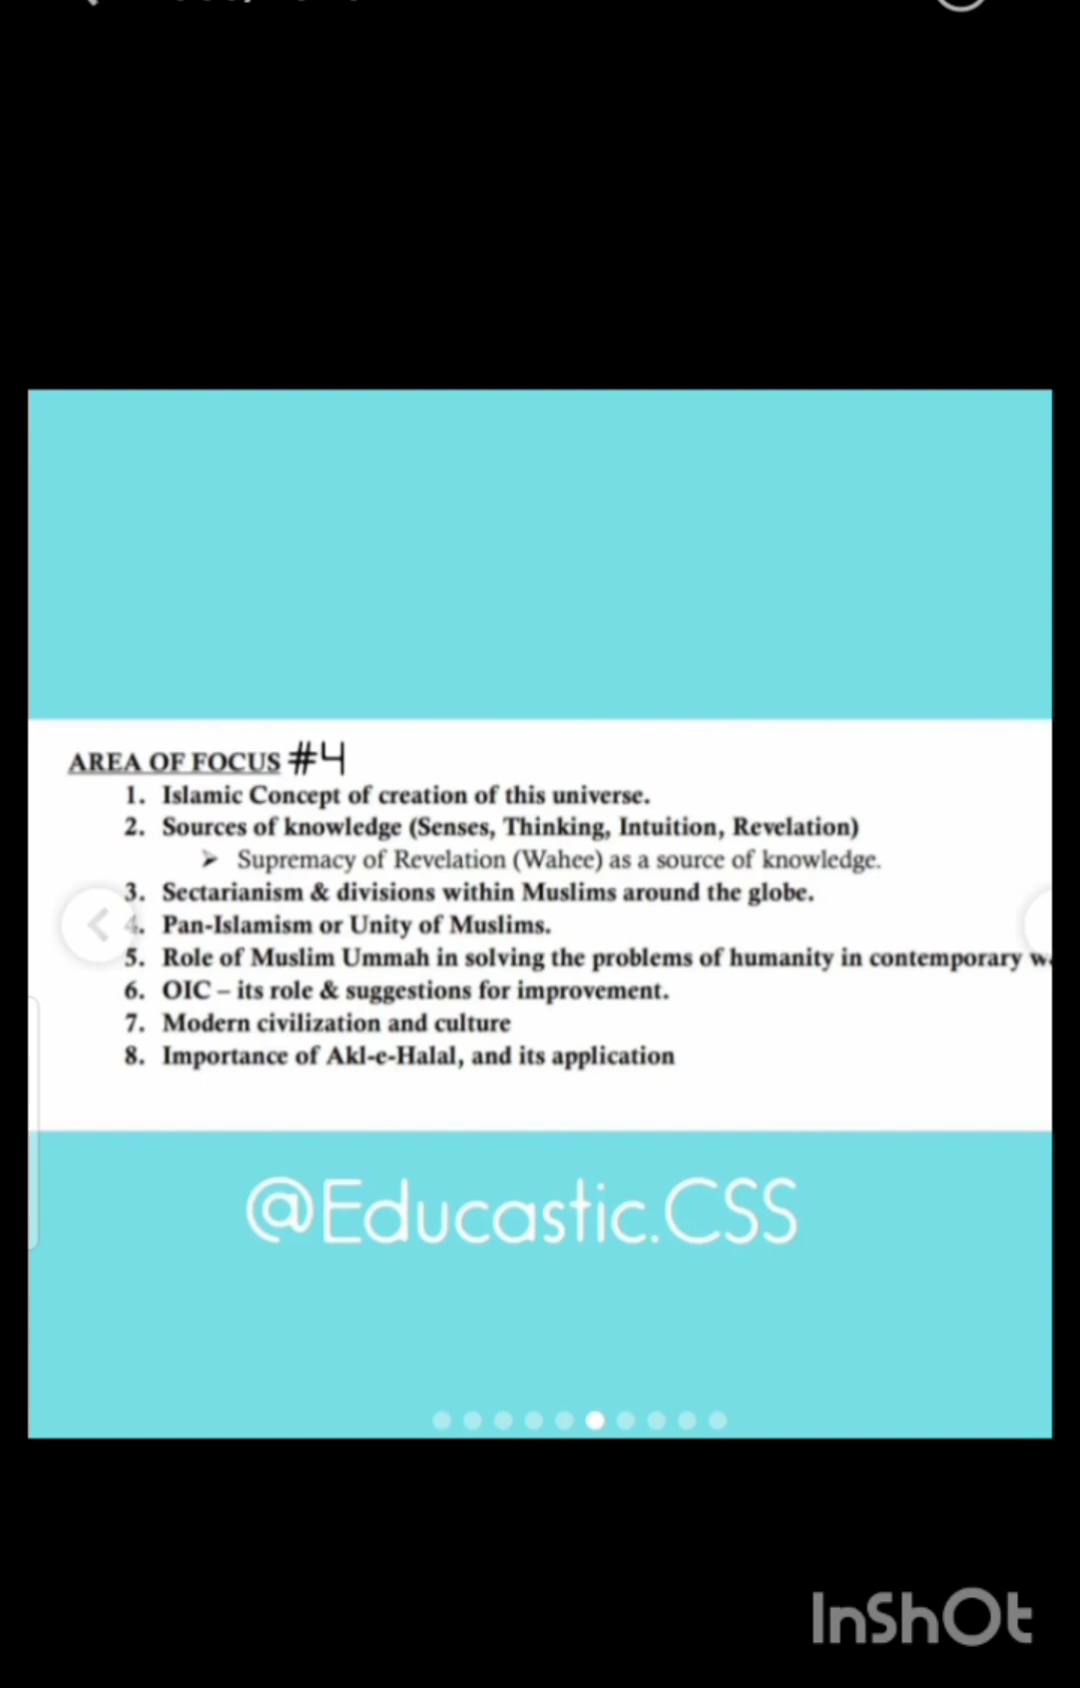 AREA OF FOCUS #4
1. Islamic Concept of creation of this universe.
2. Sources of knowledge (Senses, Thinking, Intuition, Revelation)
➢ Supremacy of Revelation (Wahee) as a source of knowledge.
3. Sectarianism & divisions within Muslims around the globe.
4. Pan-Islamism or Unity of Muslims.
5. Role of Muslim Ummah in solving the problems of humanity in contemporary
6. OIC – its role & suggestions for improvement.
7. Modern civilization and culture
8. Importance of Akl-e-Halal, and its application
@Educastic.CSS
InShOt